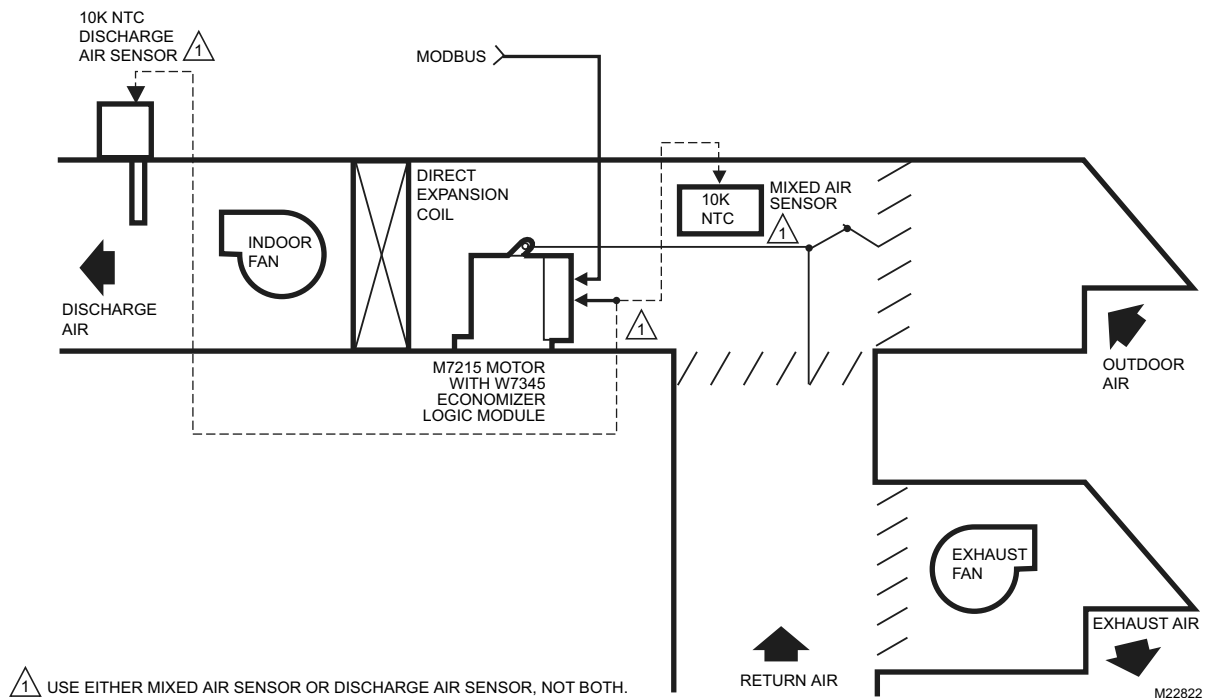 10K NTC
DISCHARGE
AIR SENSOR 1
MODBUS
DIRECT
EXPANSION
COIL
10K
NTC
MIXED AIR
SENSOR
1
INDOOR
FAN
DISCHARGE
AIR
1
M7215 MOTOR
WITH W7345
ECONOMIZER
LOGIC MODULE
OUTDOOR
AIR
EXHAUST
FAN
EXHAUST AIR
RETURN AIR
1 USE EITHER MIXED AIR SENSOR OR DISCHARGE AIR SENSOR, NOT BOTH.
M22822